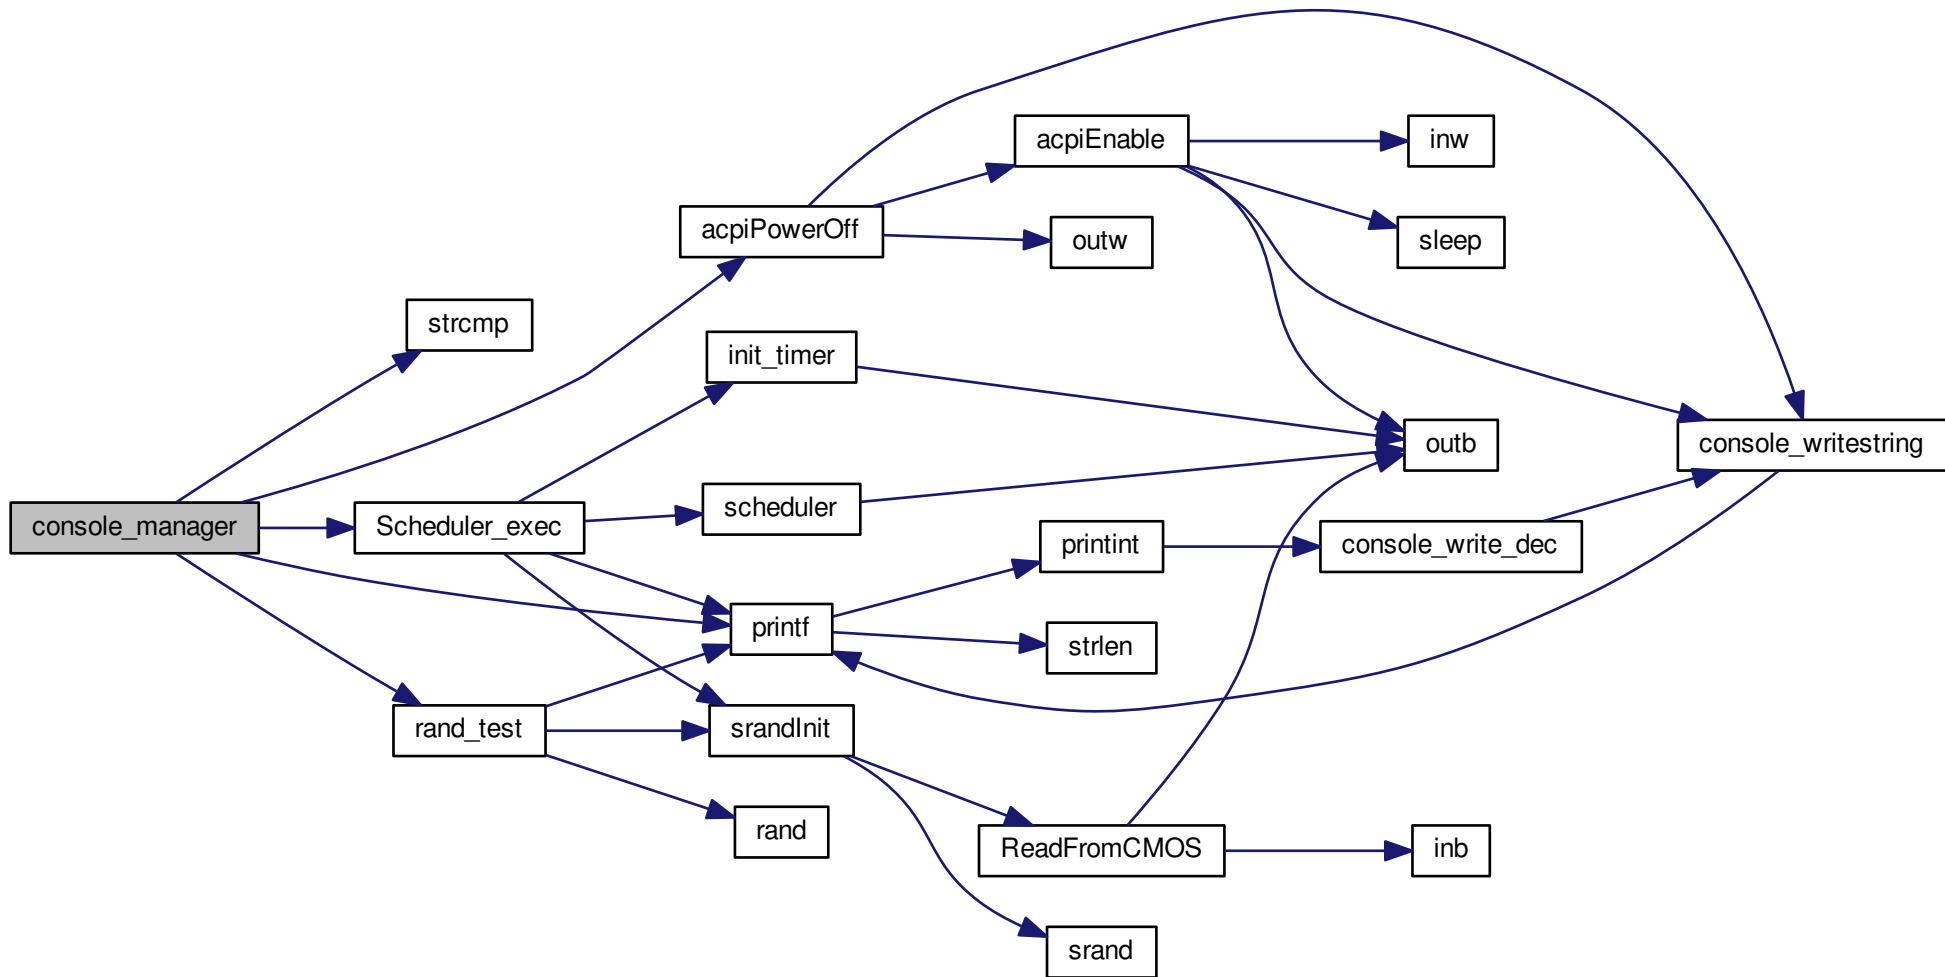 acpiEnable
inw
acpiPowerOff
outw
sleep
strcmp
init_timer
outb
console_writestring
console_manager
Scheduler_exec
scheduler
printint
console_write_dec
printf
strlen
rand_test
srandInit
rand
ReadFromCMOS
inb
srand